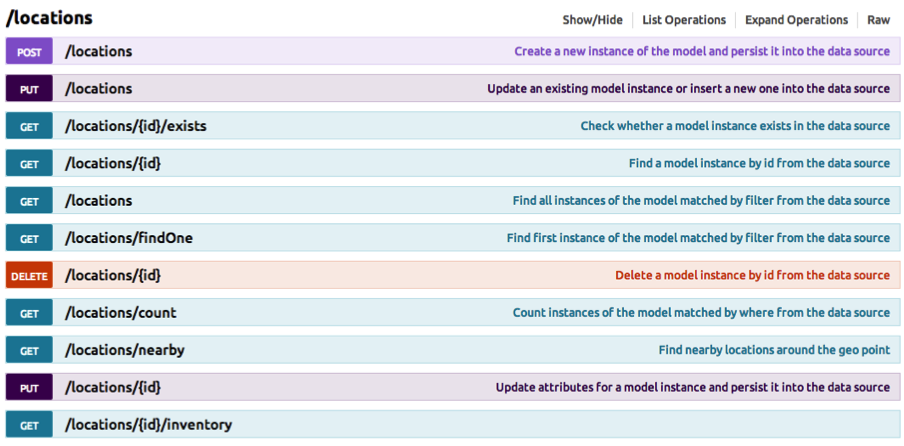 /locations Show/Hide List Operations Expand Operations Raw
POST /locations Create a new instance of the model and persist it into the data source
PUT /locations Update an existing model instance or insert a new one into the data source
GET /locations/{id}/exists Check whether a model instance exists in the data source
GET /locations/{id} Find a model instance by id from the data source
GET /locations Find all instances of the model matched by filter from the data source
GET /locations/findOne Find first instance of the model matched by filter from the data source
DELETE /locations/{id} Delete a model instance by id from the data source
GET /locations/count Count instances of the model matched by where from the data source
GET /locations/nearby Find nearby locations around the geo point
PUT /locations/{id} Update attributes for a model instance and persist it into the data source
GET /locations/{id}/inventory